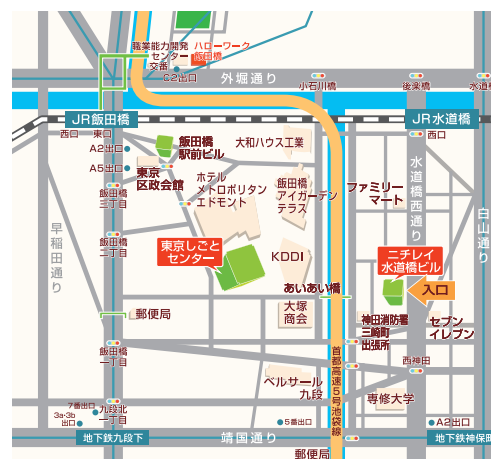 職業能力開発
センター
ハローワーク
飯田橋
交番
C2出口
外堀通り
小石川橋
後楽橋
水道橋
JR飯田橋
JR水道橋
西口
東口
西口
A2出口
飯田橋
駅前ビル
大和ハウス工業
A5出口
東京
区政会館
ホテル
メトロポリタン
エドモント
飯田橋
アイガーデン
テラス
ファミリー
マート
水道橋西通り
白山通り
飯田橋
三丁目
早稲田通り
飯田橋
二丁目
東京しごと
センター
KDDI
ニチレイ
水道橋ビル
入口
あいあい橋
郵便局
大塚
商会
神田消防署
三崎町
出張所
セブン
イレブン
飯田橋
一丁目
首都高速5号池袋線
西神田
ベルサール
九段
専修大学
7番出口
3a・3b
出口
九段北
一丁目
5番出口
A2出口
地下鉄九段下
靖国通り
地下鉄神保町
郵便局